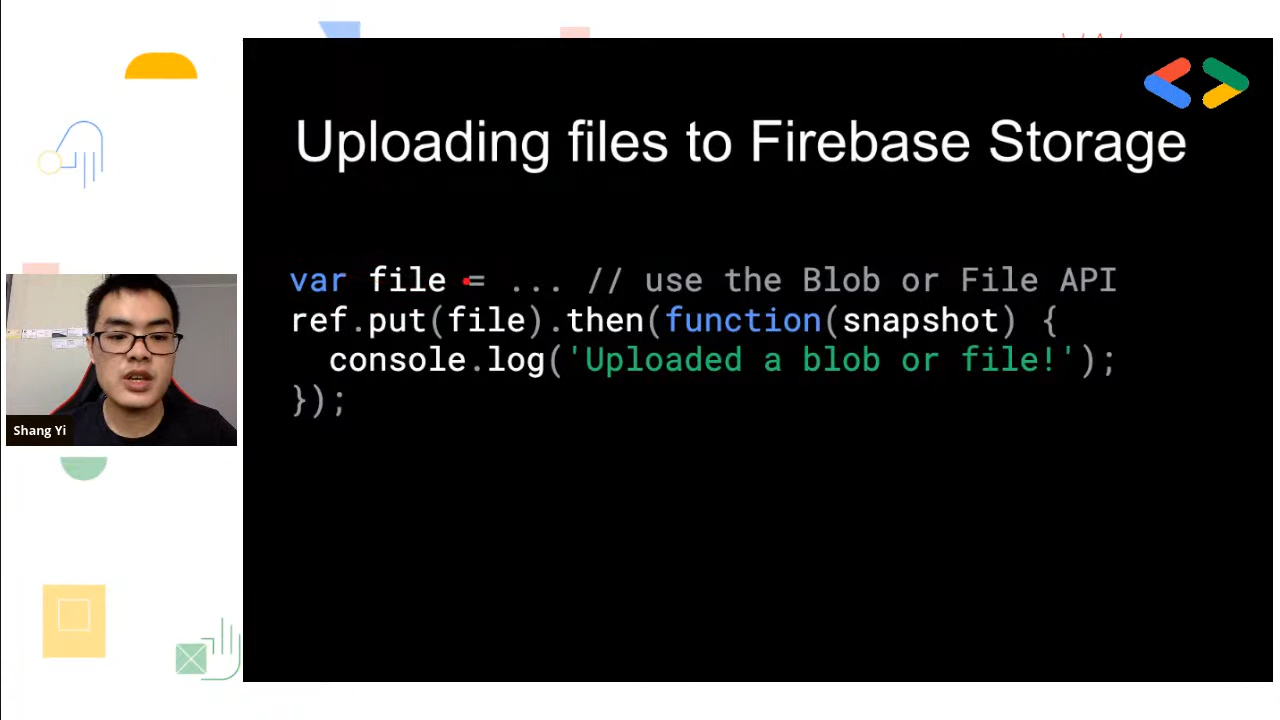 Uploading files to Firebase Storage
var file = ... // use the Blob or File API
ref.put(file).then(function(snapshot) {
  console.log('Uploaded a blob or file!');
});
Shang Yi